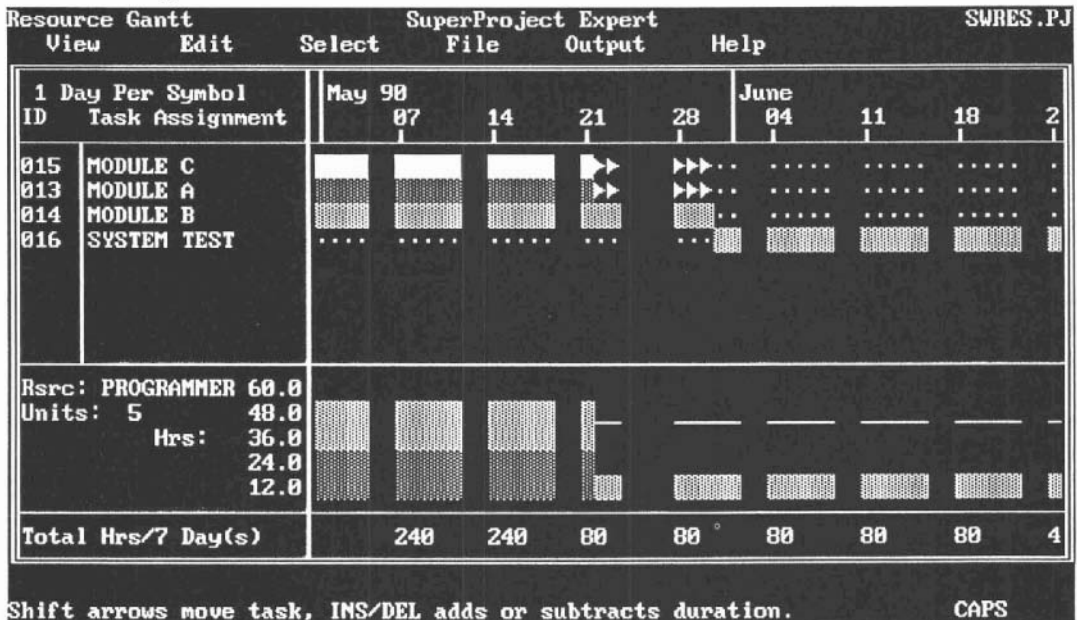 Resource Gantt SuperProject Expert SWRES.PJ
View Edit Select File Output Help
1 Day Per Symbol May 90 June
ID Task Assignment 07 14 21 28 04 11 18 2
015 MODULE C
013 MODULE A
014 MODULE B
016 SYSTEM TEST
Rsrc: PROGRAMMER 60.0
Units: 5 48.0
Hrs: 36.0
24.0
12.0
Total Hrs/7 Day(s) 240 240 80 80 80 80 80 4
Shift arrows move task, INS/DEL adds or subtracts duration. CAPS